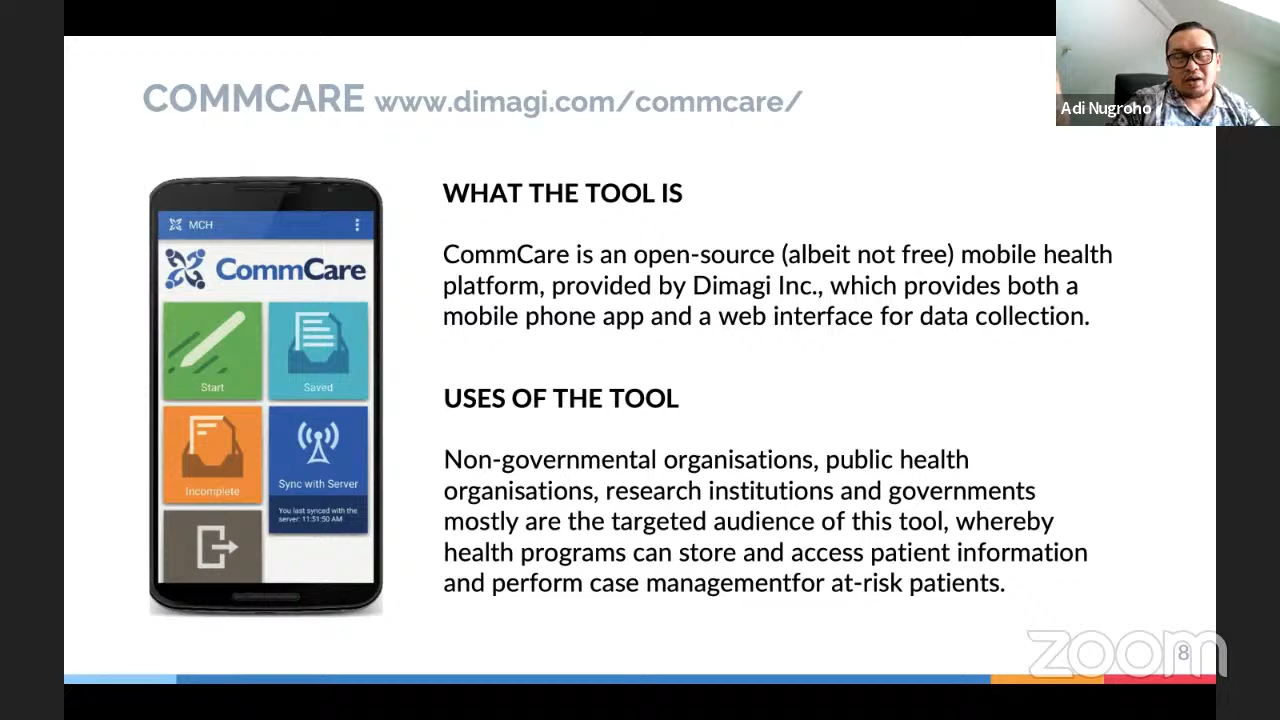 COMMCARE www.dimagi.com/commcare/
Adi Nugroho
MCH
CommCare
Start
Saved
Incomplete
Sync with Server
You last synced with the
server: 11:51:50 AM
WHAT THE TOOL IS
CommCare is an open-source (albeit not free) mobile health
platform, provided by Dimagi Inc., which provides both a
mobile phone app and a web interface for data collection.
USES OF THE TOOL
Non-governmental organisations, public health
organisations, research institutions and governments
mostly are the targeted audience of this tool, whereby
health programs can store and access patient information
and perform case managementfor at-risk patients.
zoom
8